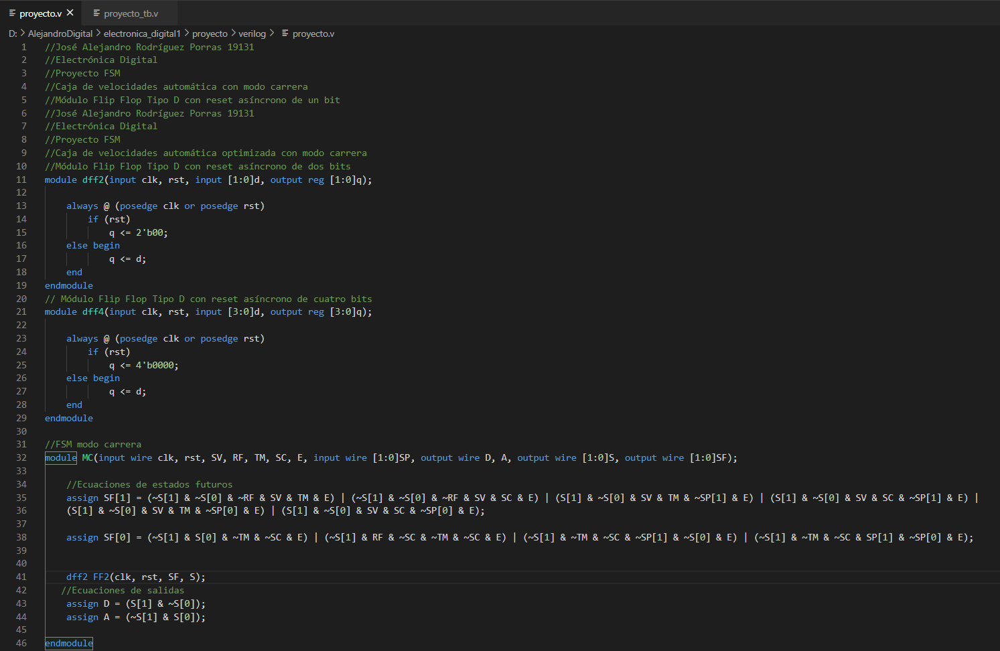 proyecto.v
proyecto_tb.v
D: > AlejandroDigital > electronica_digital1 > proyecto > verilog > proyecto.v
1 //José Alejandro Rodríguez Porras 19131
2 //Electrónica Digital
3 //Proyecto FSM
4 //Caja de velocidades automática con modo carrera
5 //Módulo Flip Flop Tipo D con reset asíncrono de un bit
6 //José Alejandro Rodríguez Porras 19131
7 //Electrónica Digital
8 //Proyecto FSM
9 //Caja de velocidades automática optimizada con modo carrera
10 //Módulo Flip Flop Tipo D con reset asíncrono de dos bits
11 module dff2(input clk, rst, input [1:0]d, output reg [1:0]q);
12
13 always @ (posedge clk or posedge rst)
14 if (rst)
15 q <= 2'b00;
16 else begin
17 q <= d;
18 end
19 endmodule
20 // Módulo Flip Flop Tipo D con reset asíncrono de cuatro bits
21 module dff4(input clk, rst, input [3:0]d, output reg [3:0]q);
22
23 always @ (posedge clk or posedge rst)
24 if (rst)
25 q <= 4'b0000;
26 else begin
27 q <= d;
28 end
29 endmodule
30
31 //FSM modo carrera
32 module MC(input wire clk, rst, SV, RF, TM, SC, E, input wire [1:0]SP, output wire D, A, output wire [1:0]S, output wire [1:0]SF);
33
34 //Ecuaciones de estados futuros
35 assign SF[1] = (~S[1] & ~S[0] & ~RF & SV & TM & E) | (~S[1] & ~S[0] & ~RF & SV & SC & E) | (S[1] & ~S[0] & SV & TM & ~SP[1] & E) | (S[1] & ~S[0] & SV & SC & ~SP[1] & E) |
36 (S[1] & ~S[0] & SV & TM & ~SP[0] & E) | (S[1] & ~S[0] & SV & SC & ~SP[0] & E);
37
38 assign SF[0] = (~S[1] & S[0] & ~TM & ~SC & E) | (~S[1] & RF & ~SC & ~TM & ~SC & E) | (~S[1] & ~TM & ~SC & ~SP[1] & ~S[0] & E) | (~S[1] & ~TM & ~SC & SP[1] & ~SP[0] & E);
39
40
41 dff2 FF2(clk, rst, SF, S);
42 //Ecuaciones de salidas
43 assign D = (S[1] & ~S[0]);
44 assign A = (~S[1] & S[0]);
45
46 endmodule